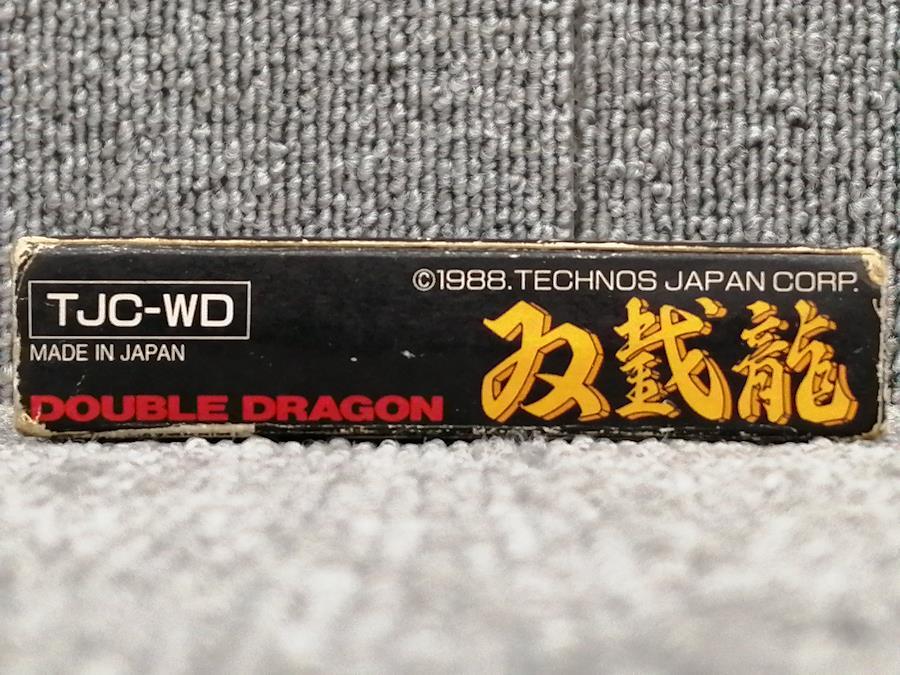 ©1988.TECHNOS JAPAN CORP.
TJC-WD
MADE IN JAPAN
DOUBLE DRAGON
双截龍